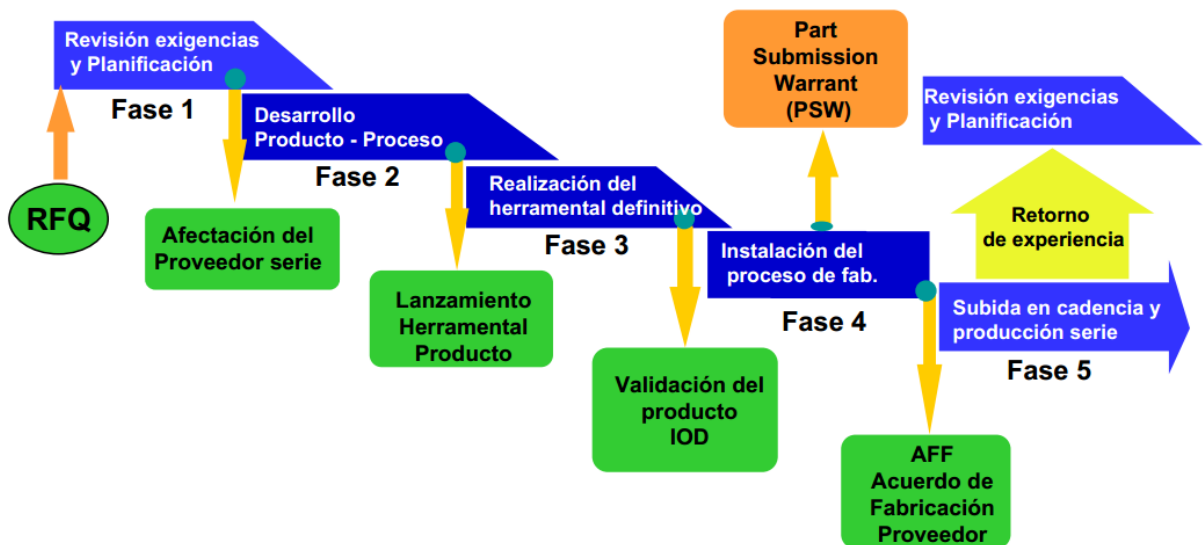 Revisión exigencias
y Planificación
Fase 1
RFQ
Desarrollo
Producto - Proceso
Fase 2
Afectación del
Proveedor serie
Realización del
herramental definitivo
Fase 3
Lanzamiento
Herramental
Producto
Part
Submission
Warrant
(PSW)
Instalación del
proceso de fab.
Fase 4
Validación del
producto
IOD
Revisión exigencias
y Planificación
Retorno
de experiencia
Subida en cadencia y
producción serie
Fase 5
AFF
Acuerdo de
Fabricación
Proveedor